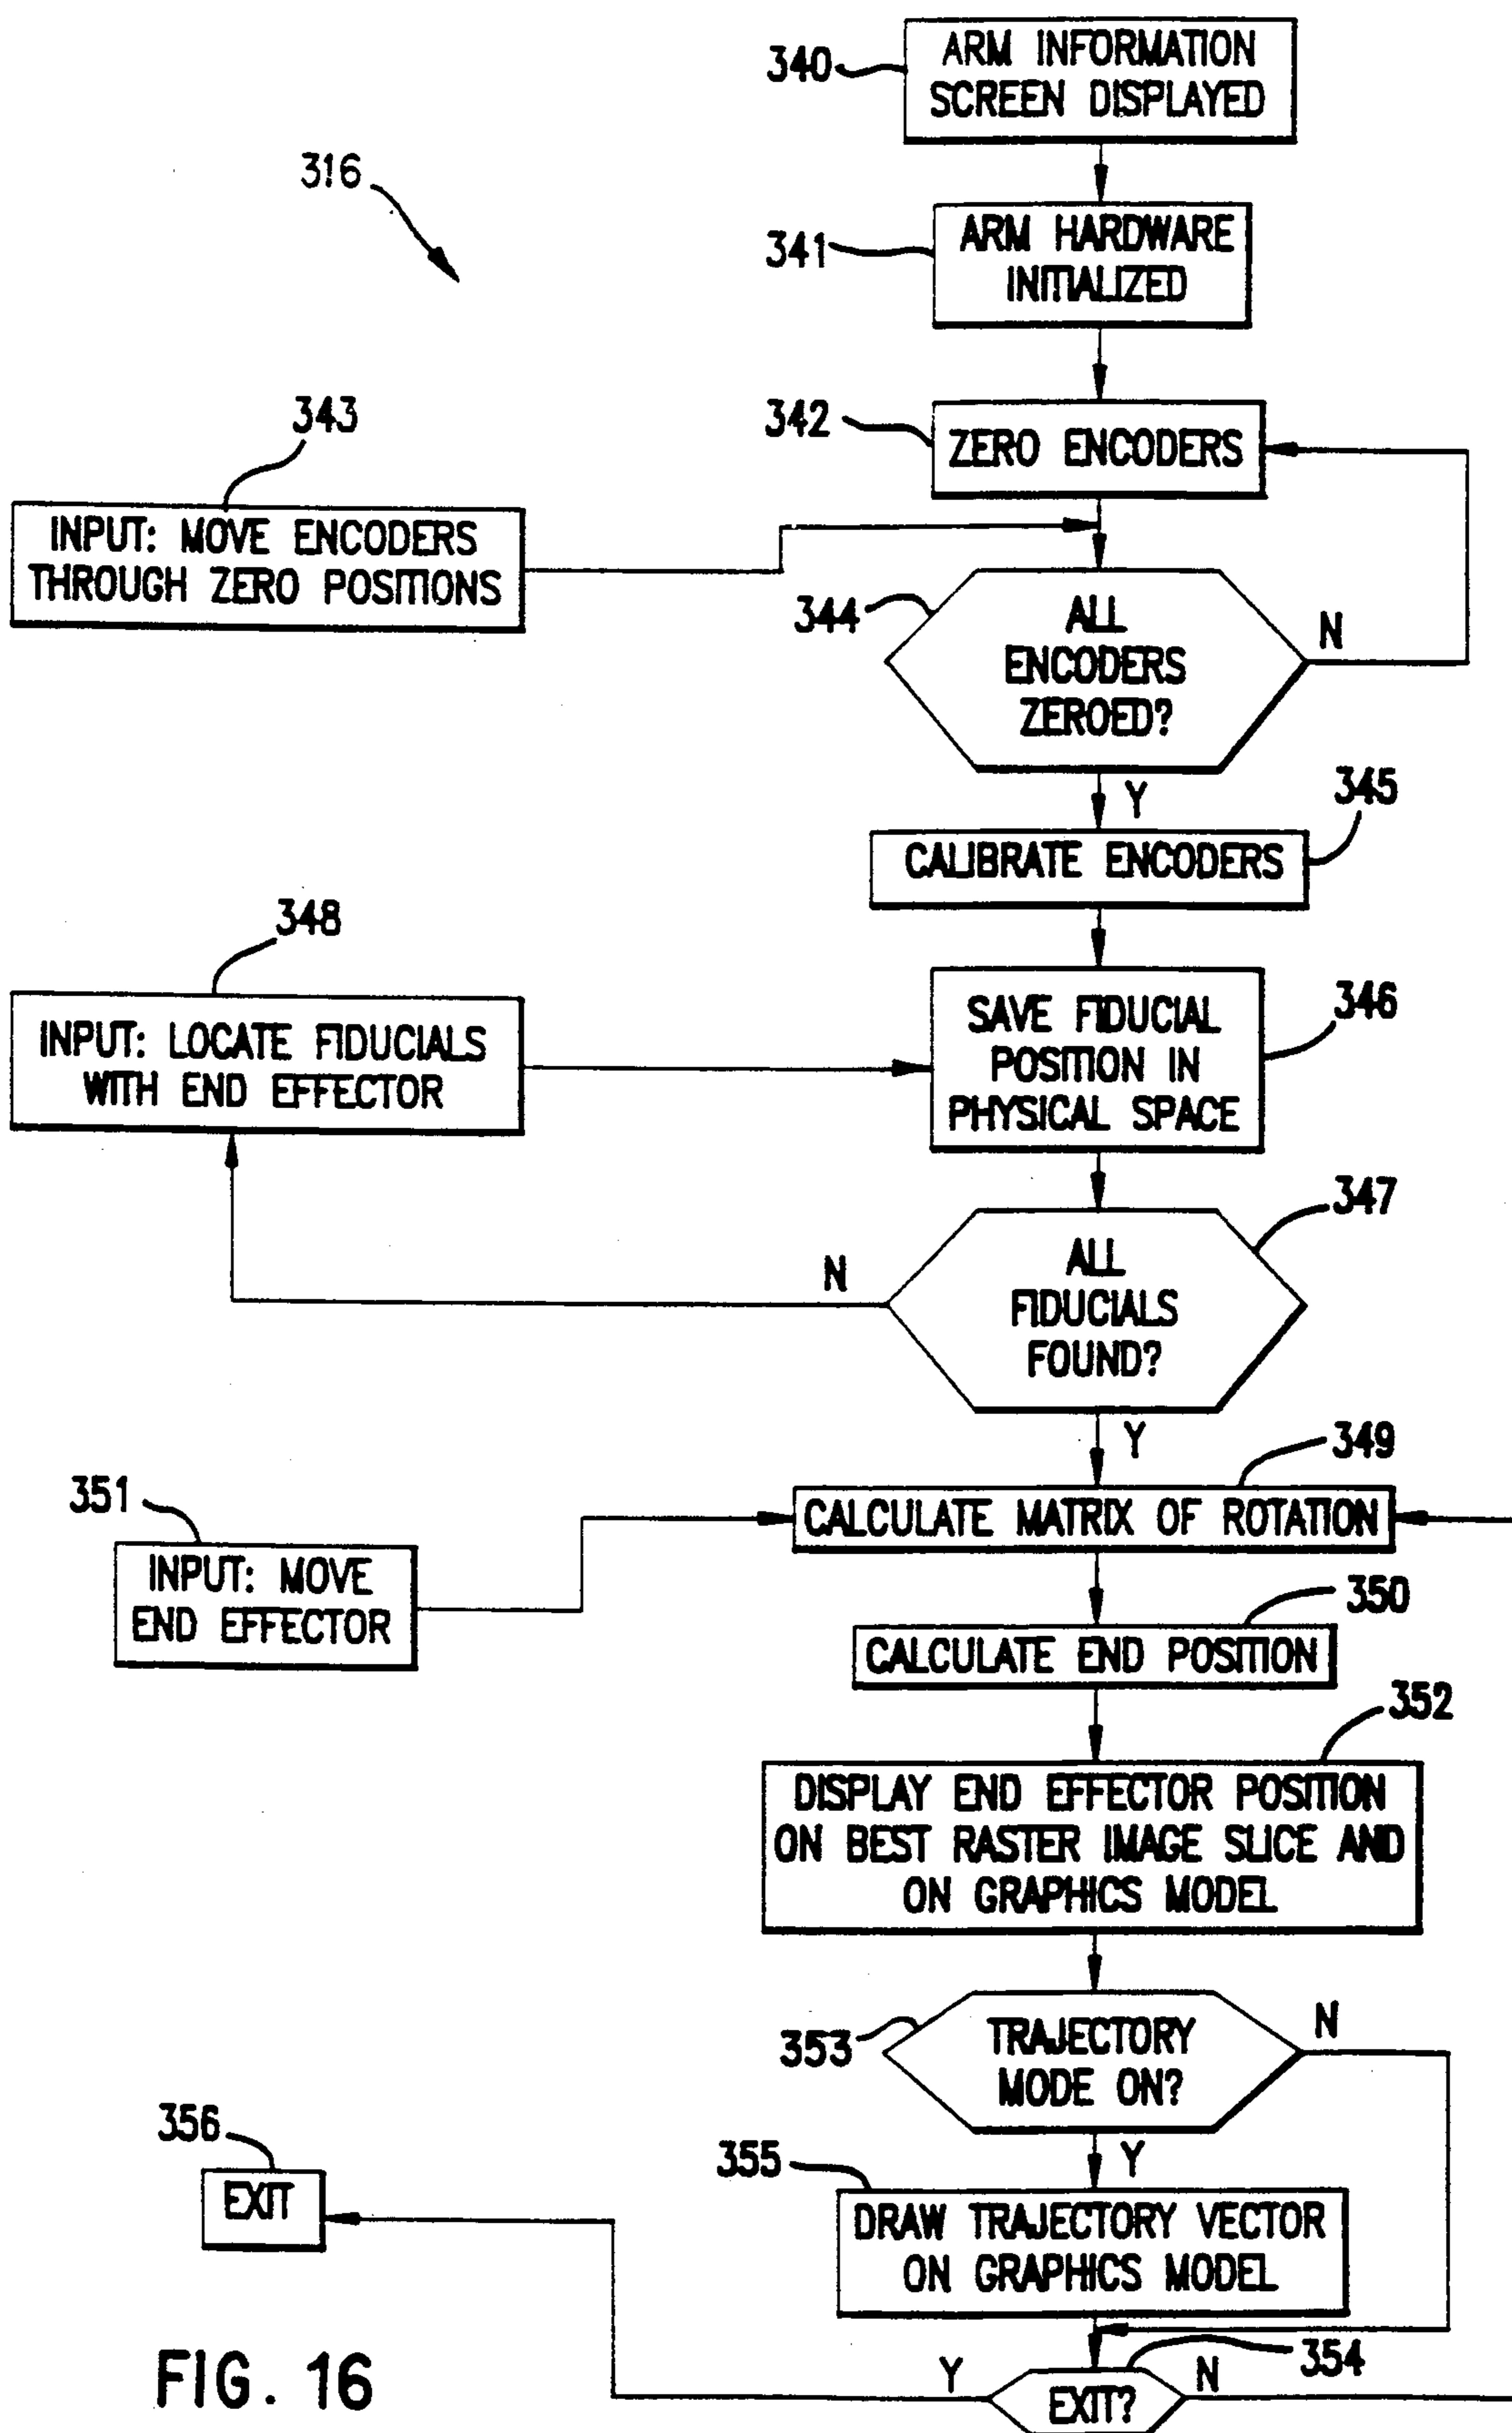 340
ARM INFORMATION
SCREEN DISPLAYED
316
341
ARM HARDWARE
INITIALIZED
343
342
ZERO ENCODERS
INPUT: MOVE ENCODERS
THROUGH ZERO POSITIONS
344
ALL
ENCODERS
ZEROED?
N
Y
345
CALIBRATE ENCODERS
348
INPUT: LOCATE FIDUCIALS
WITH END EFFECTOR
346
SAVE FIDUCIAL
POSITION IN
PHYSICAL SPACE
347
N
ALL
FIDUCIALS
FOUND?
Y
349
351
CALCULATE MATRIX OF ROTATION
INPUT: MOVE
END EFFECTOR
350
CALCULATE END POSITION
352
DISPLAY END EFFECTOR POSITION
ON BEST RASTER IMAGE SLICE AND
ON GRAPHICS MODEL
353
TRAJECTORY
MODE ON?
N
Y
356
EXIT
355
DRAW TRAJECTORY VECTOR
ON GRAPHICS MODEL
354
Y
EXIT?
N
FIG. 16